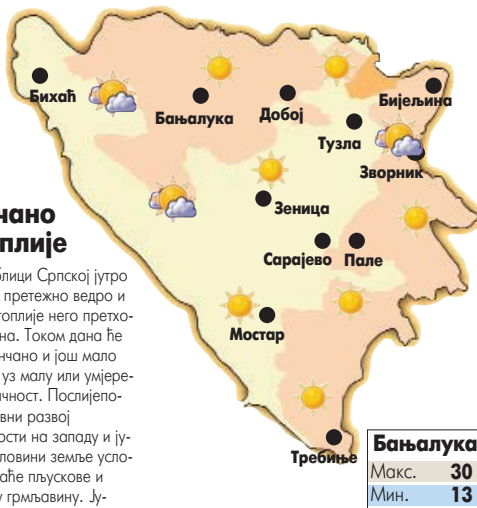 Бихаћ
Бањалука
Добој
Бијељина
Тузла
Зворник
Зеница
Сарајево
Пале
Мостар
Требиње
чано
плије
блици Српској јутро
претежно ведро и
топлије него претхо-
на. Током дана ће
нчано и још мало
уз малу или умјере-
ачност. Послијепо-
вни развој
ости на западу и ју-
ловини земље усло-
аће пљускове и
у грмљавину. Ју-
Бањалука
Макс. 30
Мин. 13